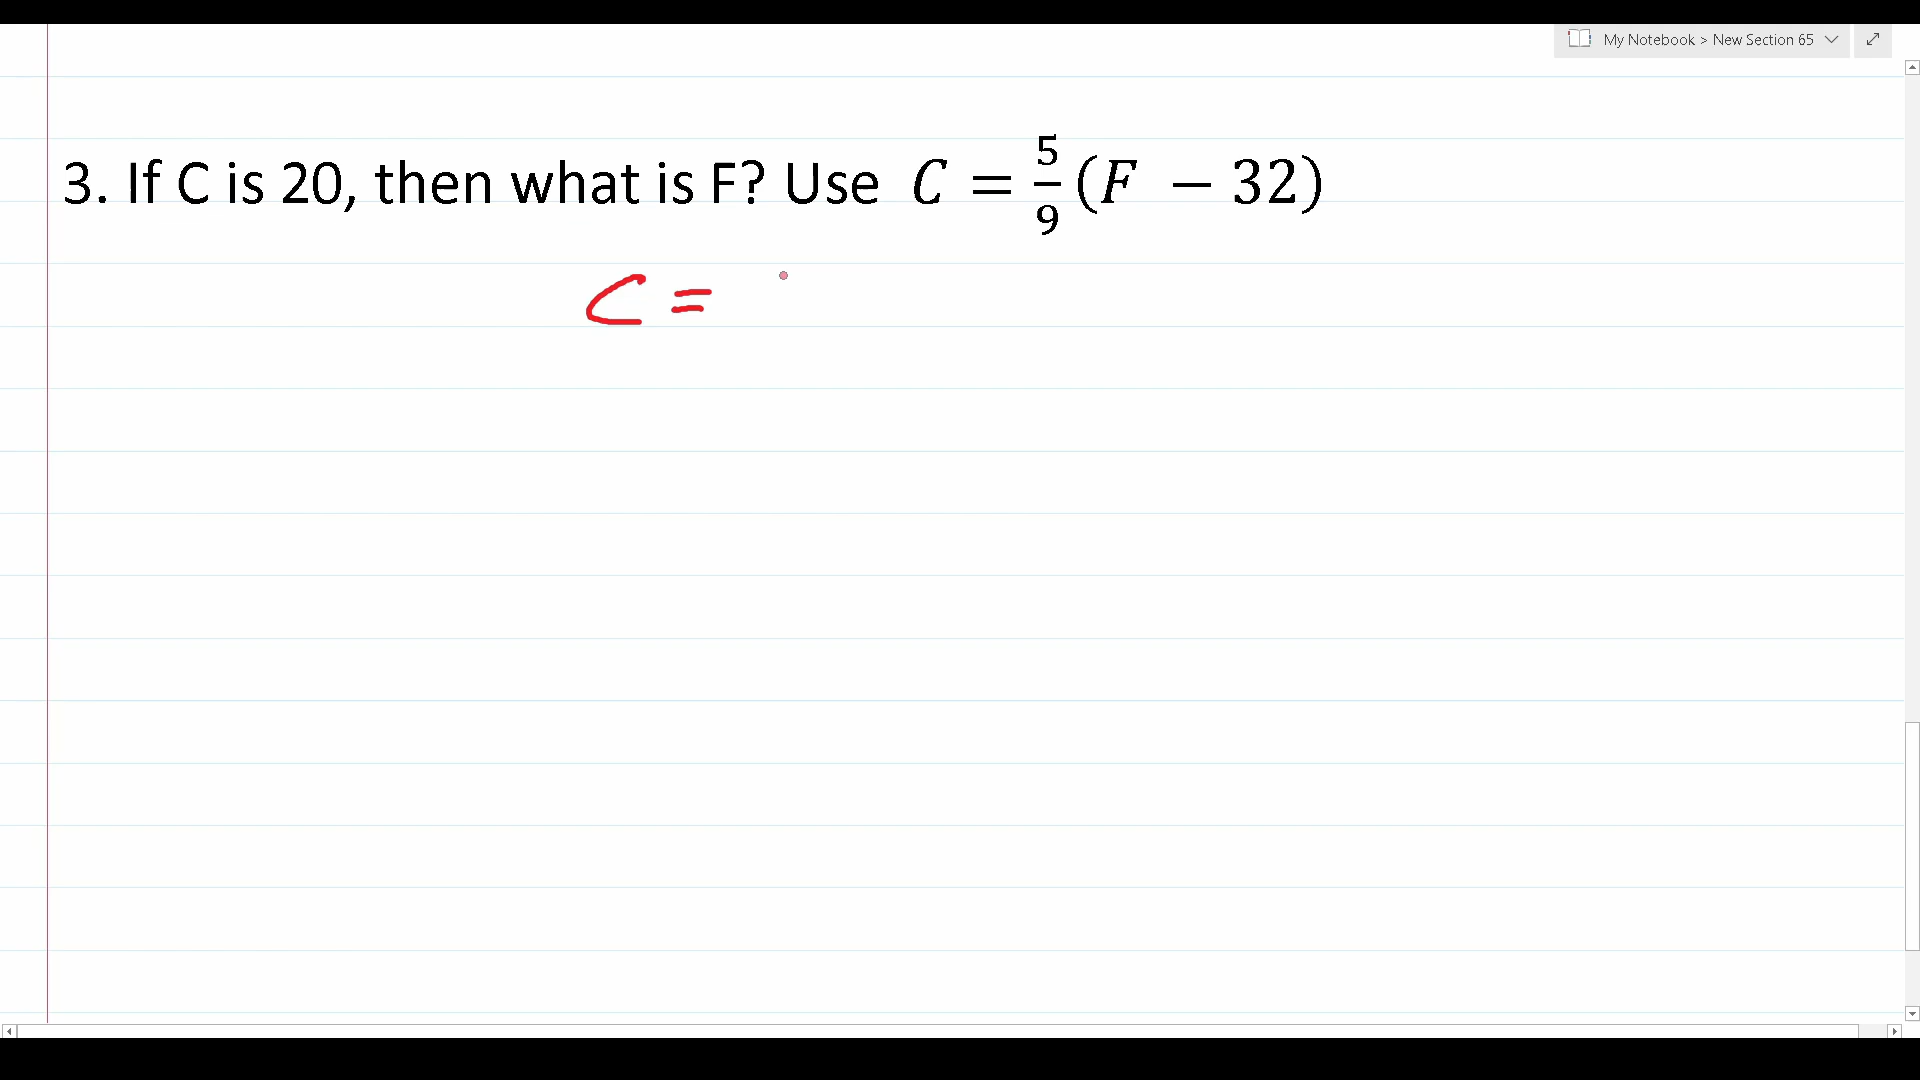 My Notebook > New Section 65
3. If C is 20, then what is F? Use C = 5/9 (F − 32)
C =